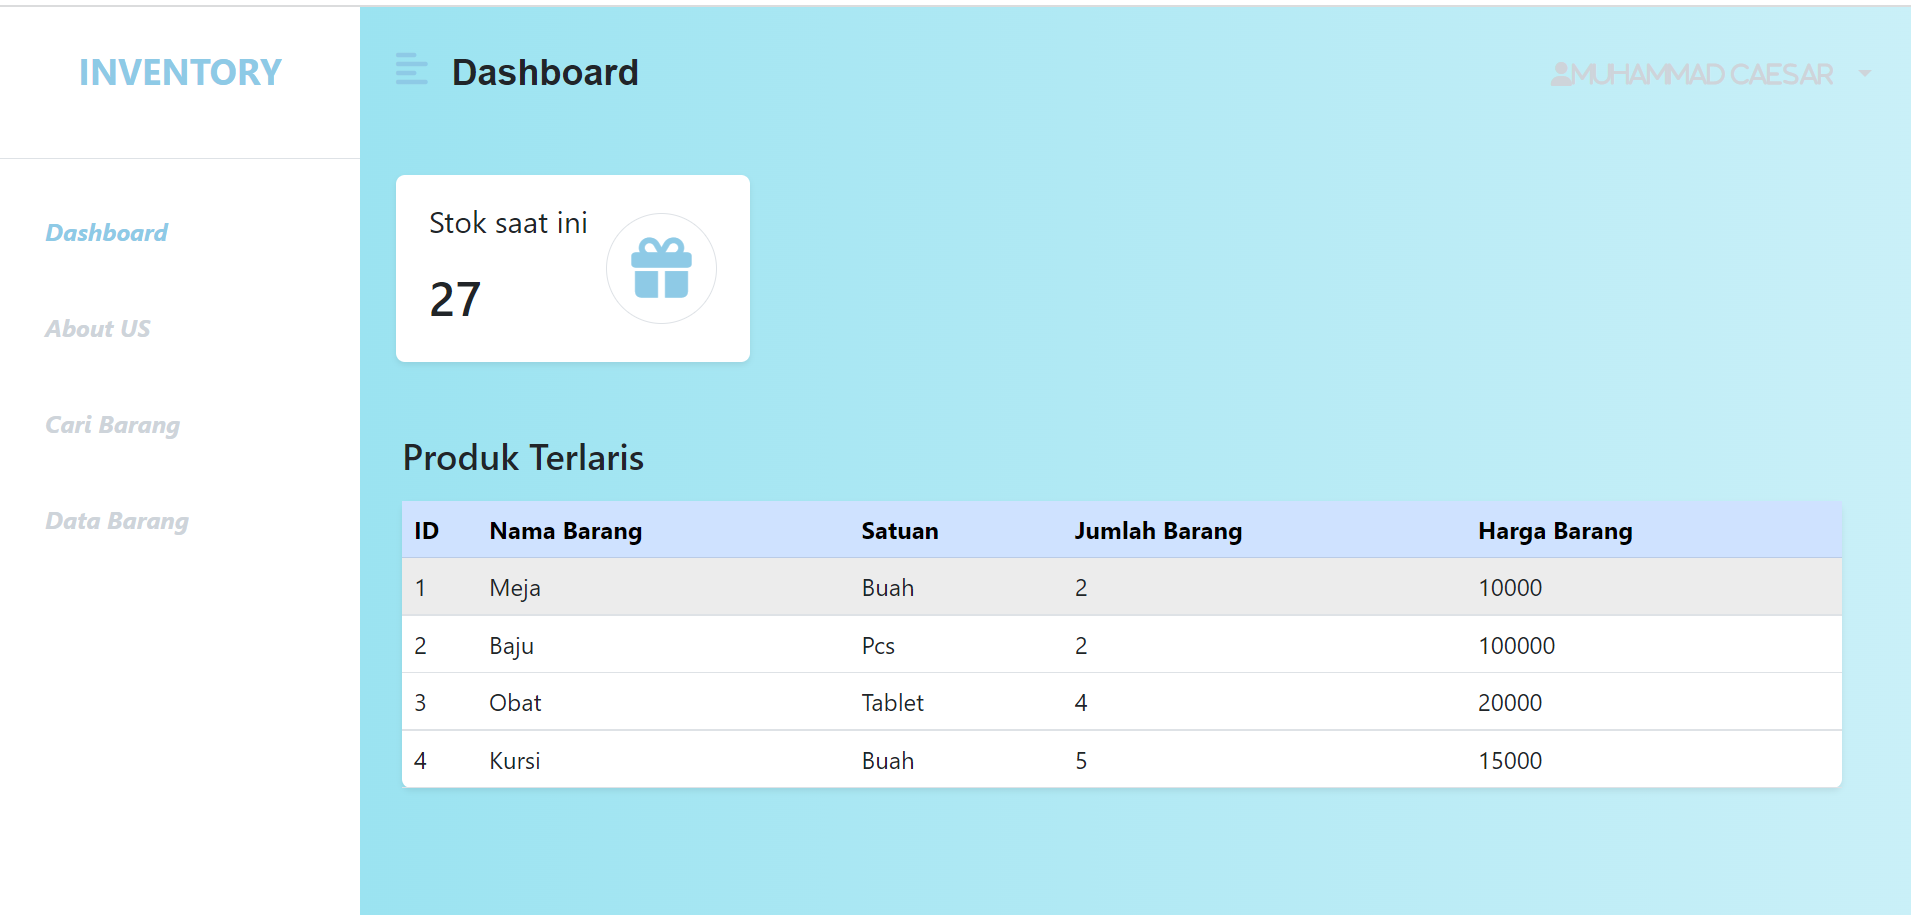 INVENTORY
Dashboard
About US
Cari Barang
Data Barang
Dashboard
MUHAMMAD CAESAR
Stok saat ini
27
Produk Terlaris
ID Nama Barang Satuan Jumlah Barang Harga Barang
1 Meja Buah 2 10000
2 Baju Pcs 2 100000
3 Obat Tablet 4 20000
4 Kursi Buah 5 15000